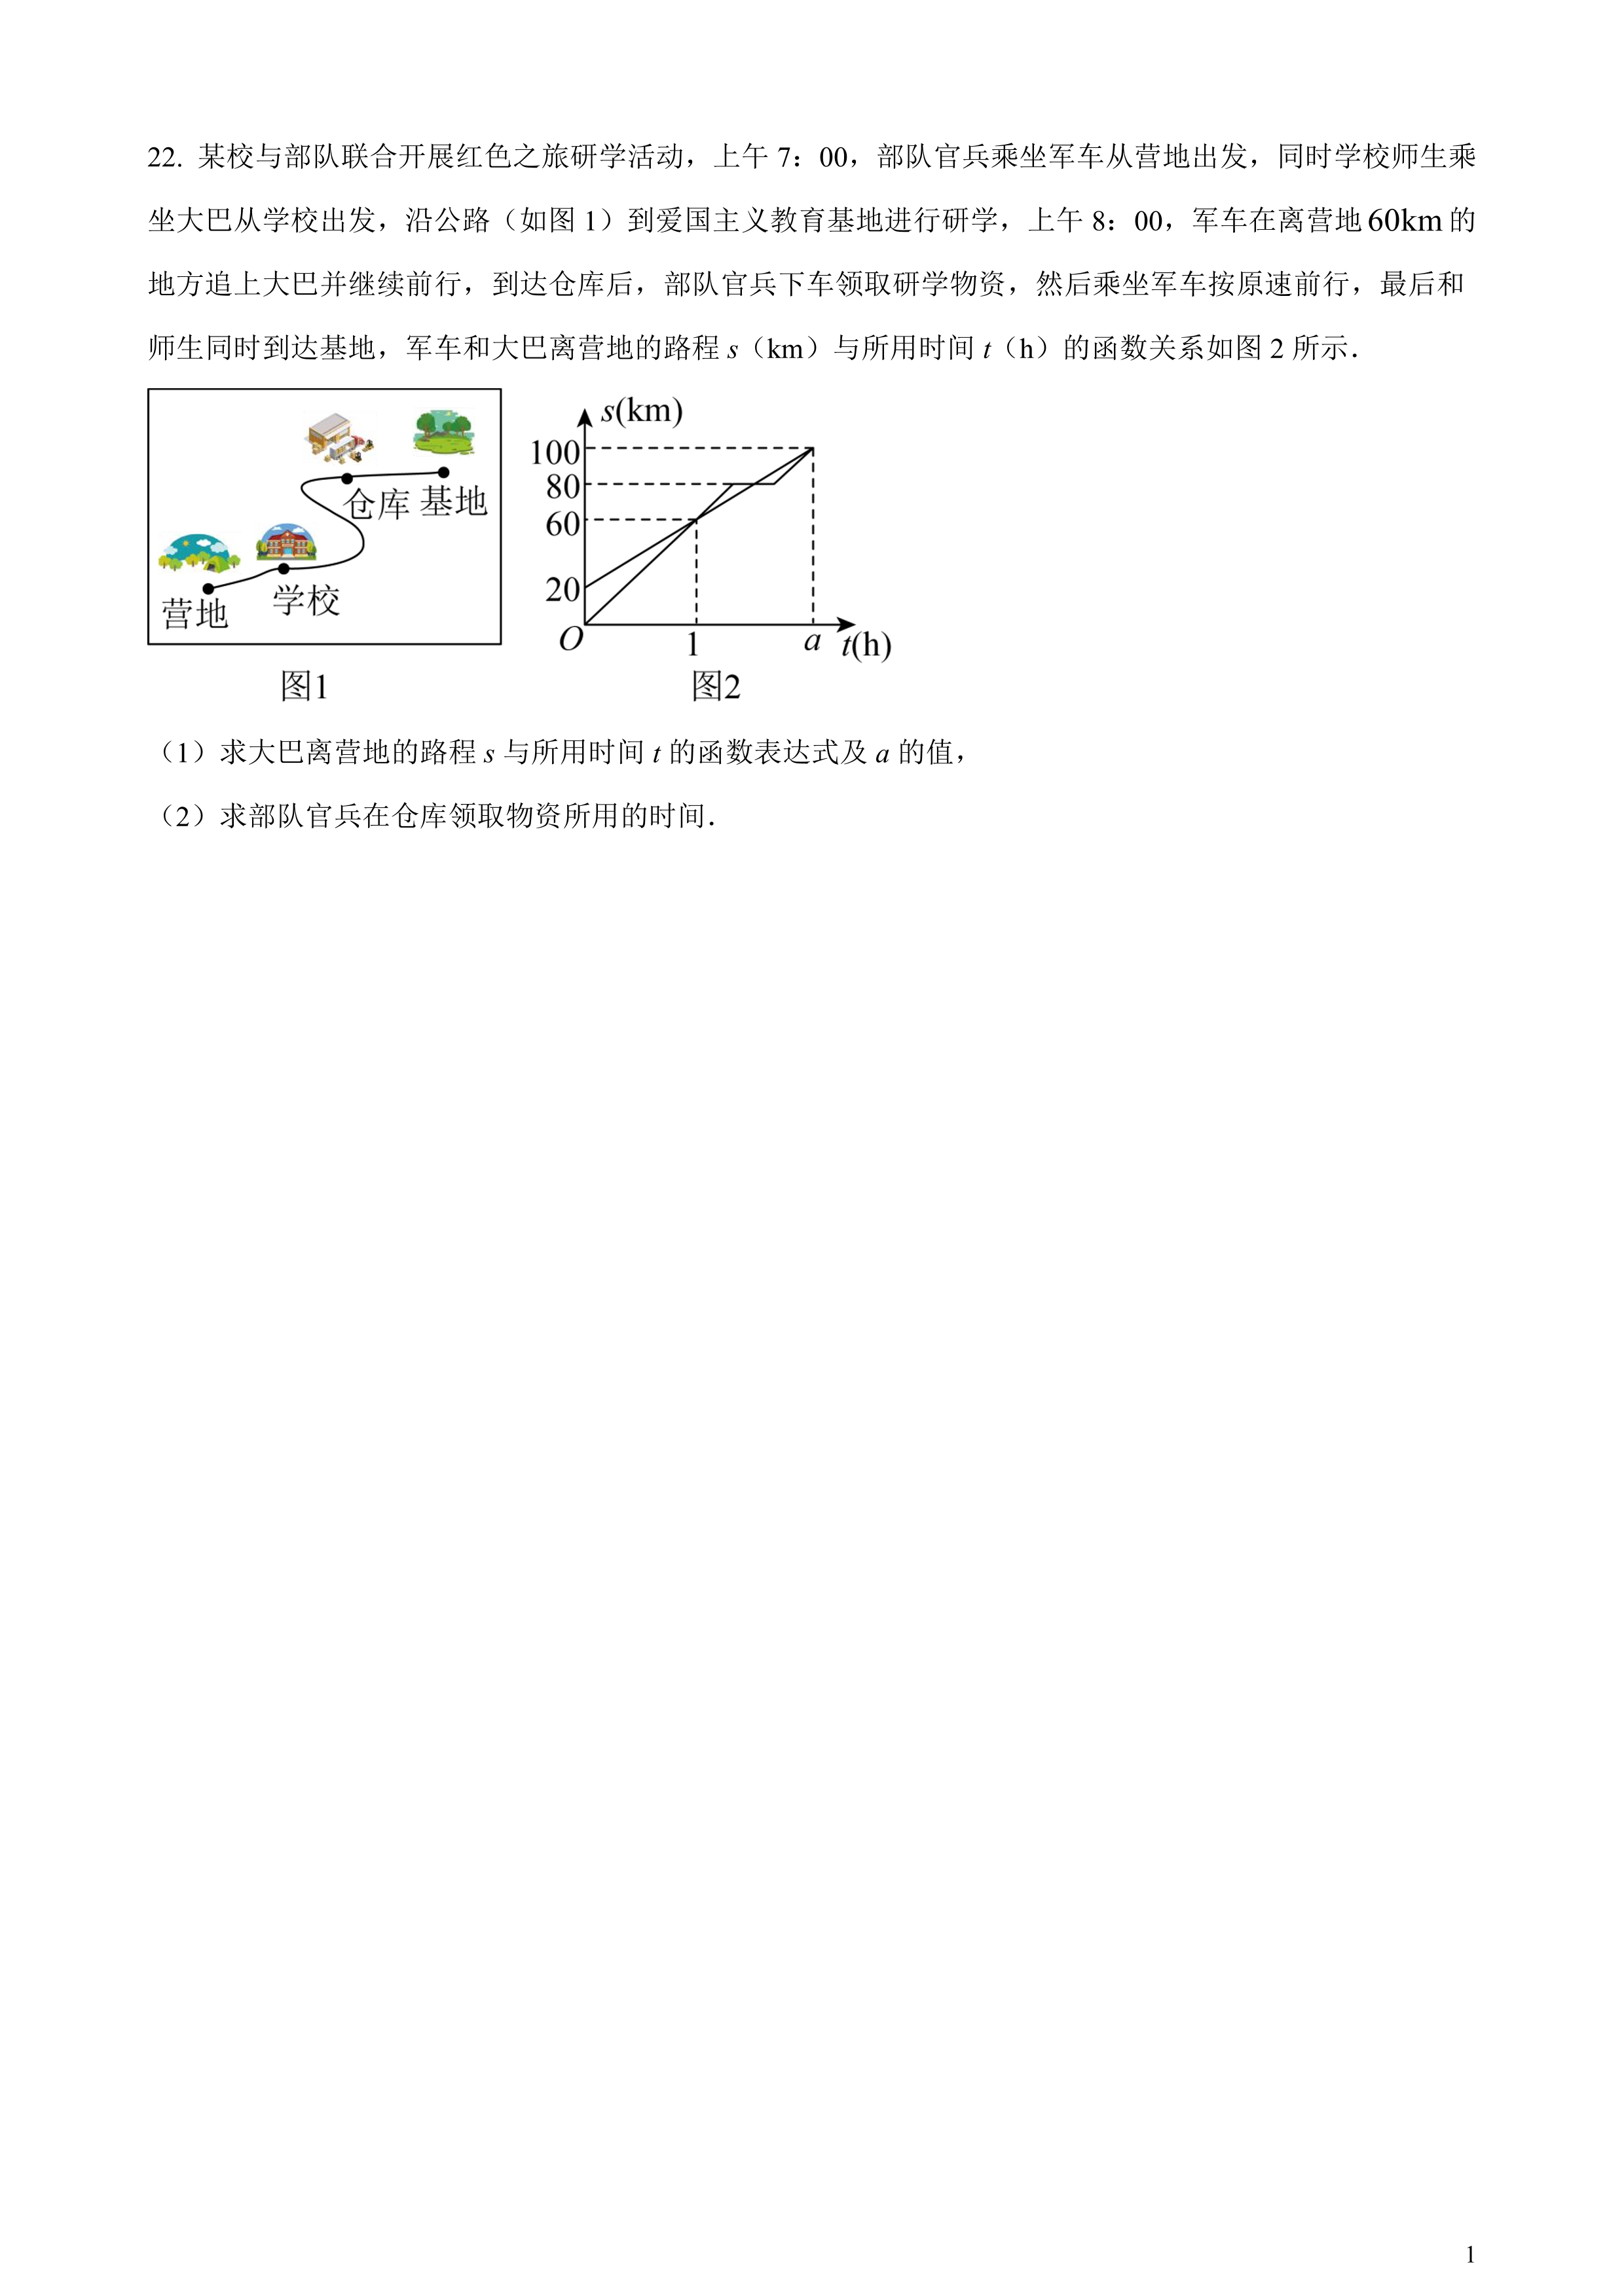 22. 某校与部队联合开展红色之旅研学活动，上午 7：00，部队官兵乘坐军车从营地出发，同时学校师生乘
坐大巴从学校出发，沿公路（如图 1）到爱国主义教育基地进行研学，上午 8：00，军车在离营地 60km 的
地方追上大巴并继续前行，到达仓库后，部队官兵下车领取研学物资，然后乘坐军车按原速前行，最后和
师生同时到达基地，军车和大巴离营地的路程 s（km）与所用时间 t（h）的函数关系如图 2 所示．
仓库 基地
学校
营地
图1
s(km)
100
80
60
20
O
1
a
t(h)
图2
（1）求大巴离营地的路程 s 与所用时间 t 的函数表达式及 a 的值，
（2）求部队官兵在仓库领取物资所用的时间．
1